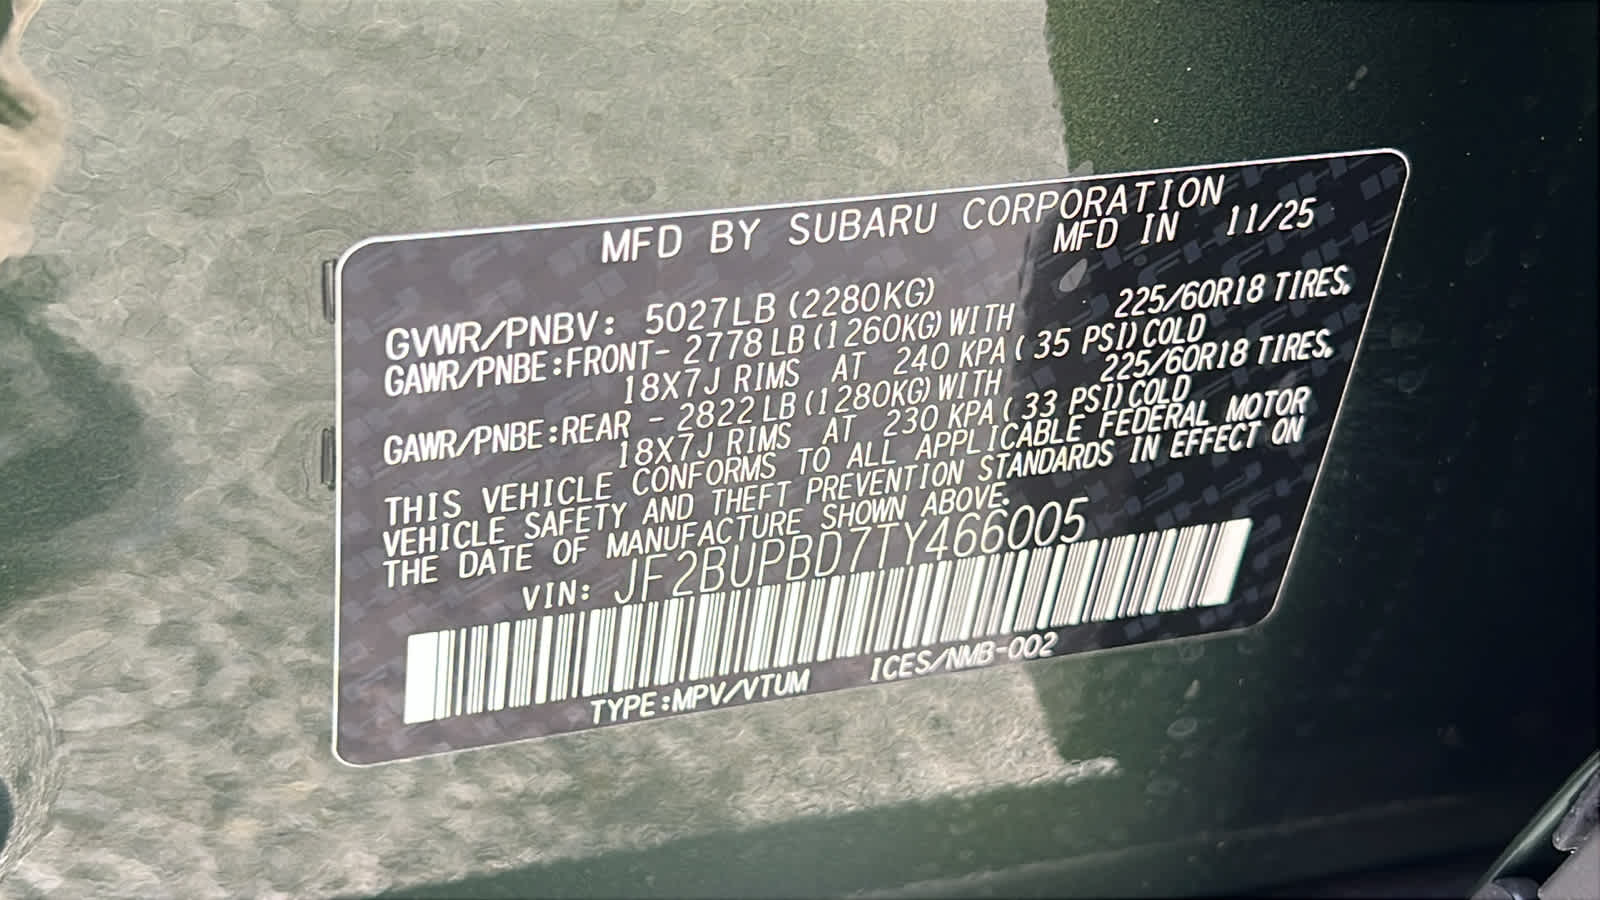 MFD BY SUBARU CORPORATION
MFD IN 11/25
GVWR/PNBV: 5027LB (2280KG)
GAWR/PNBE:FRONT- 2778 LB (1260KG) WITH 225/60R18 TIRES,
18X7J RIMS AT 240 KPA ( 35 PSI) COLD
GAWR/PNBE:REAR - 2822 LB (1280KG) WITH 225/60R18 TIRES,
18X7J RIMS AT 230 KPA ( 33 PSI) COLD
THIS VEHICLE CONFORMS TO ALL APPLICABLE FEDERAL MOTOR
VEHICLE SAFETY AND THEFT PREVENTION STANDARDS IN EFFECT ON
THE DATE OF MANUFACTURE SHOWN ABOVE.
VIN: JF2BUPBD7TY466005
TYPE:MPV/VTUM ICES/NMB-002